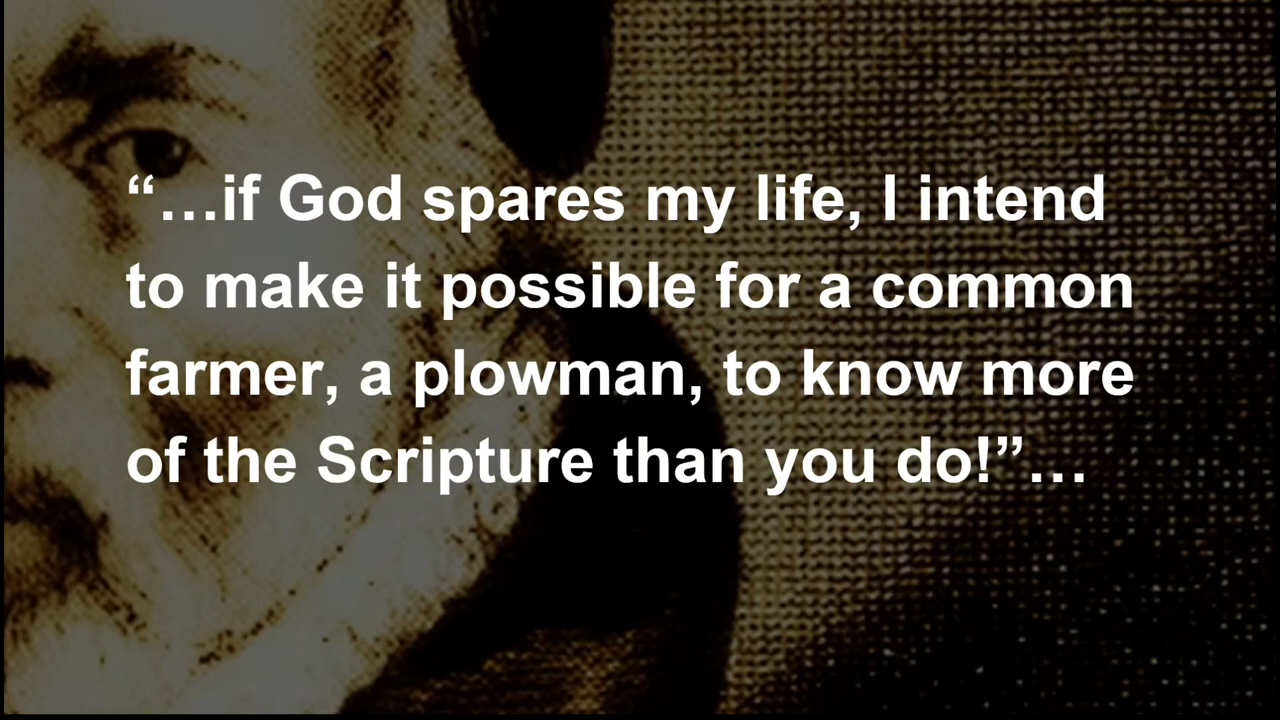 “…if God spares my life, I intend
to make it possible for a common
farmer, a plowman, to know more
of the Scripture than you do!”…